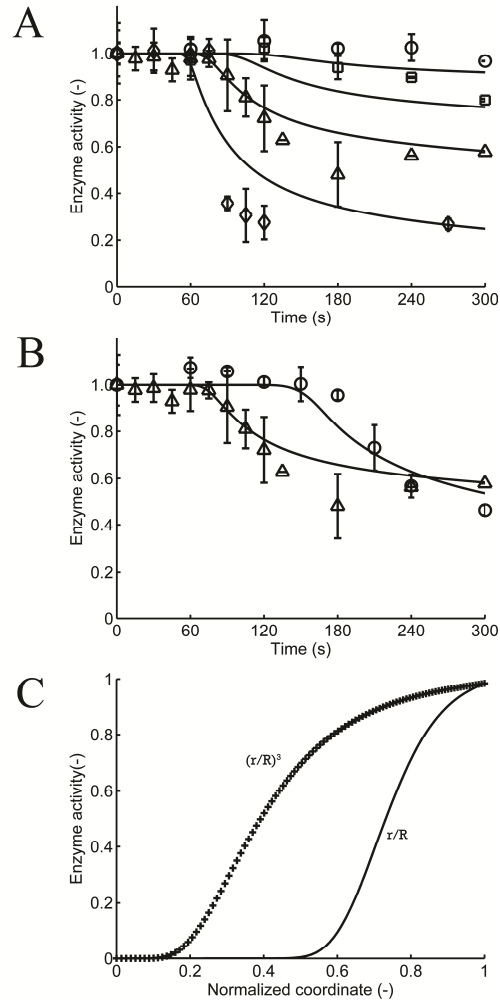 A
Enzyme activity (-)
1.0
0.8
0.6
0.4
0.2
0
0 60 120 180 240 300
Time (s)
B
Enzyme activity (-)
1.0
0.8
0.6
0.4
0.2
0
0 60 120 180 240 300
Time (s)
C
Enzyme activity(-)
1
0.8
0.6
0.4
0.2
0
(r/R)³
r/R
0 0.2 0.4 0.6 0.8 1
Normalized coordinate (-)